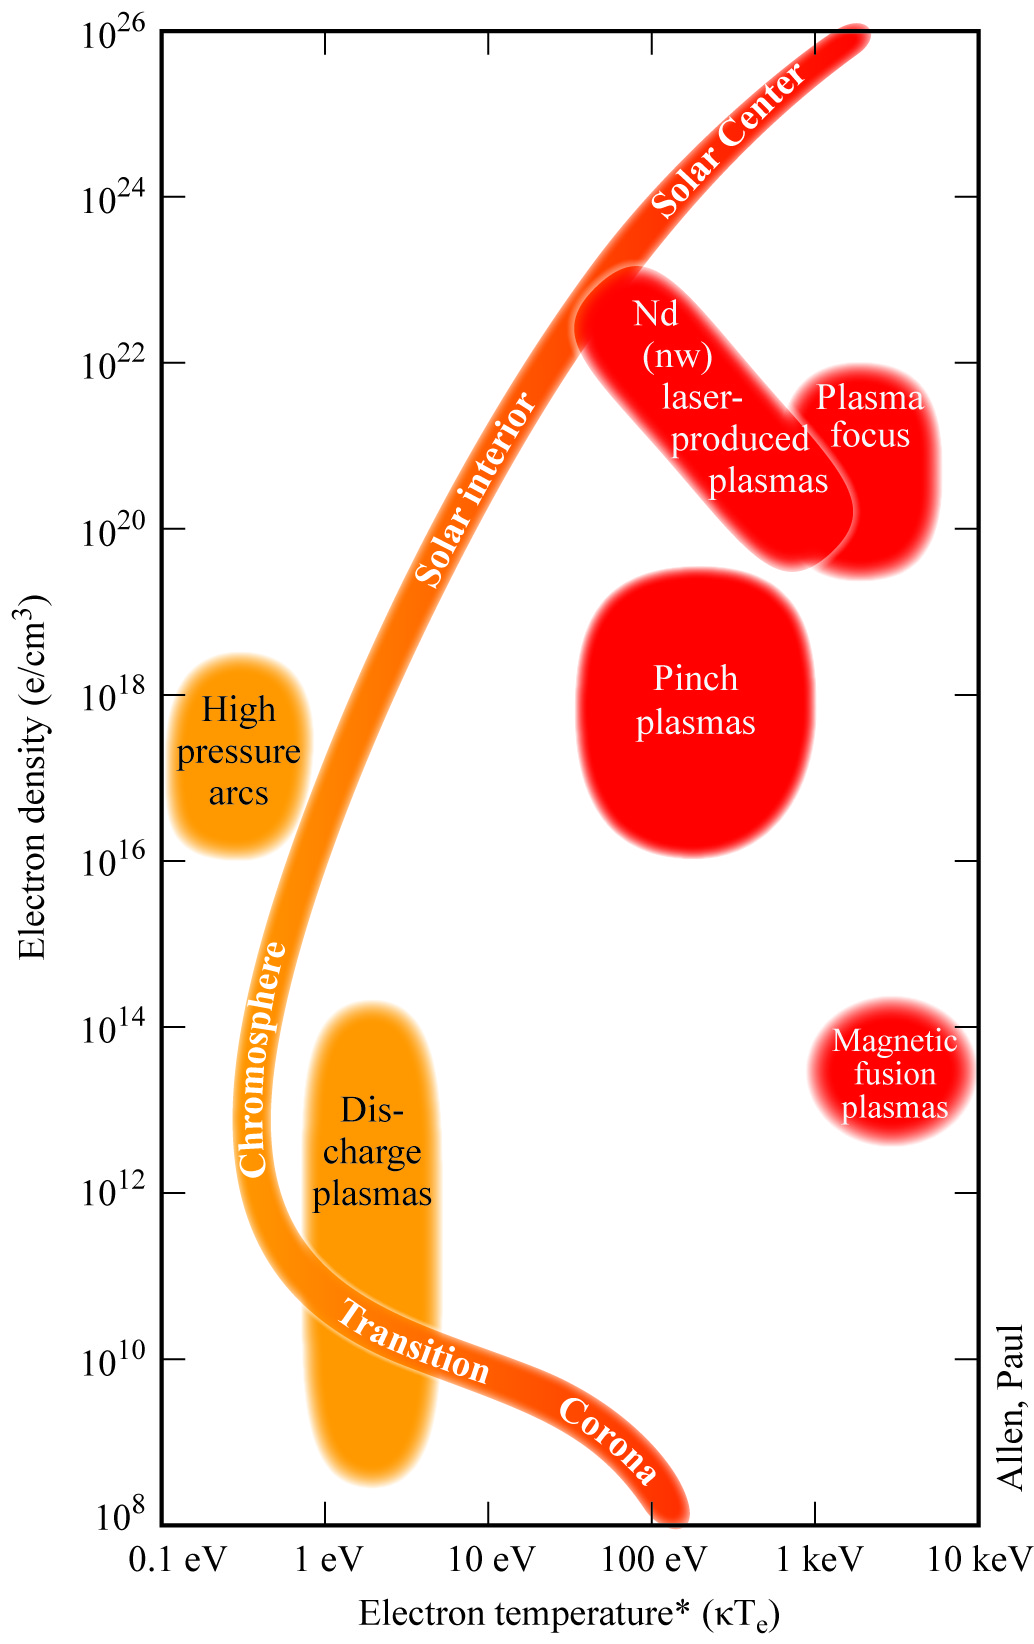 10^26
10^24
10^22
10^20
10^18
10^16
10^14
10^12
10^10
10^8
Electron density (e/cm^3)
Solar Center
Solar interior
Chromosphere
Transition
Corona
Nd
(nw)
laser-
produced
plasmas
Plasma
focus
Pinch
plasmas
High
pressure
arcs
Dis-
charge
plasmas
Magnetic
fusion
plasmas
0.1 eV
1 eV
10 eV
100 eV
1 keV
10 keV
Electron temperature* (κT_e)
Allen, Paul